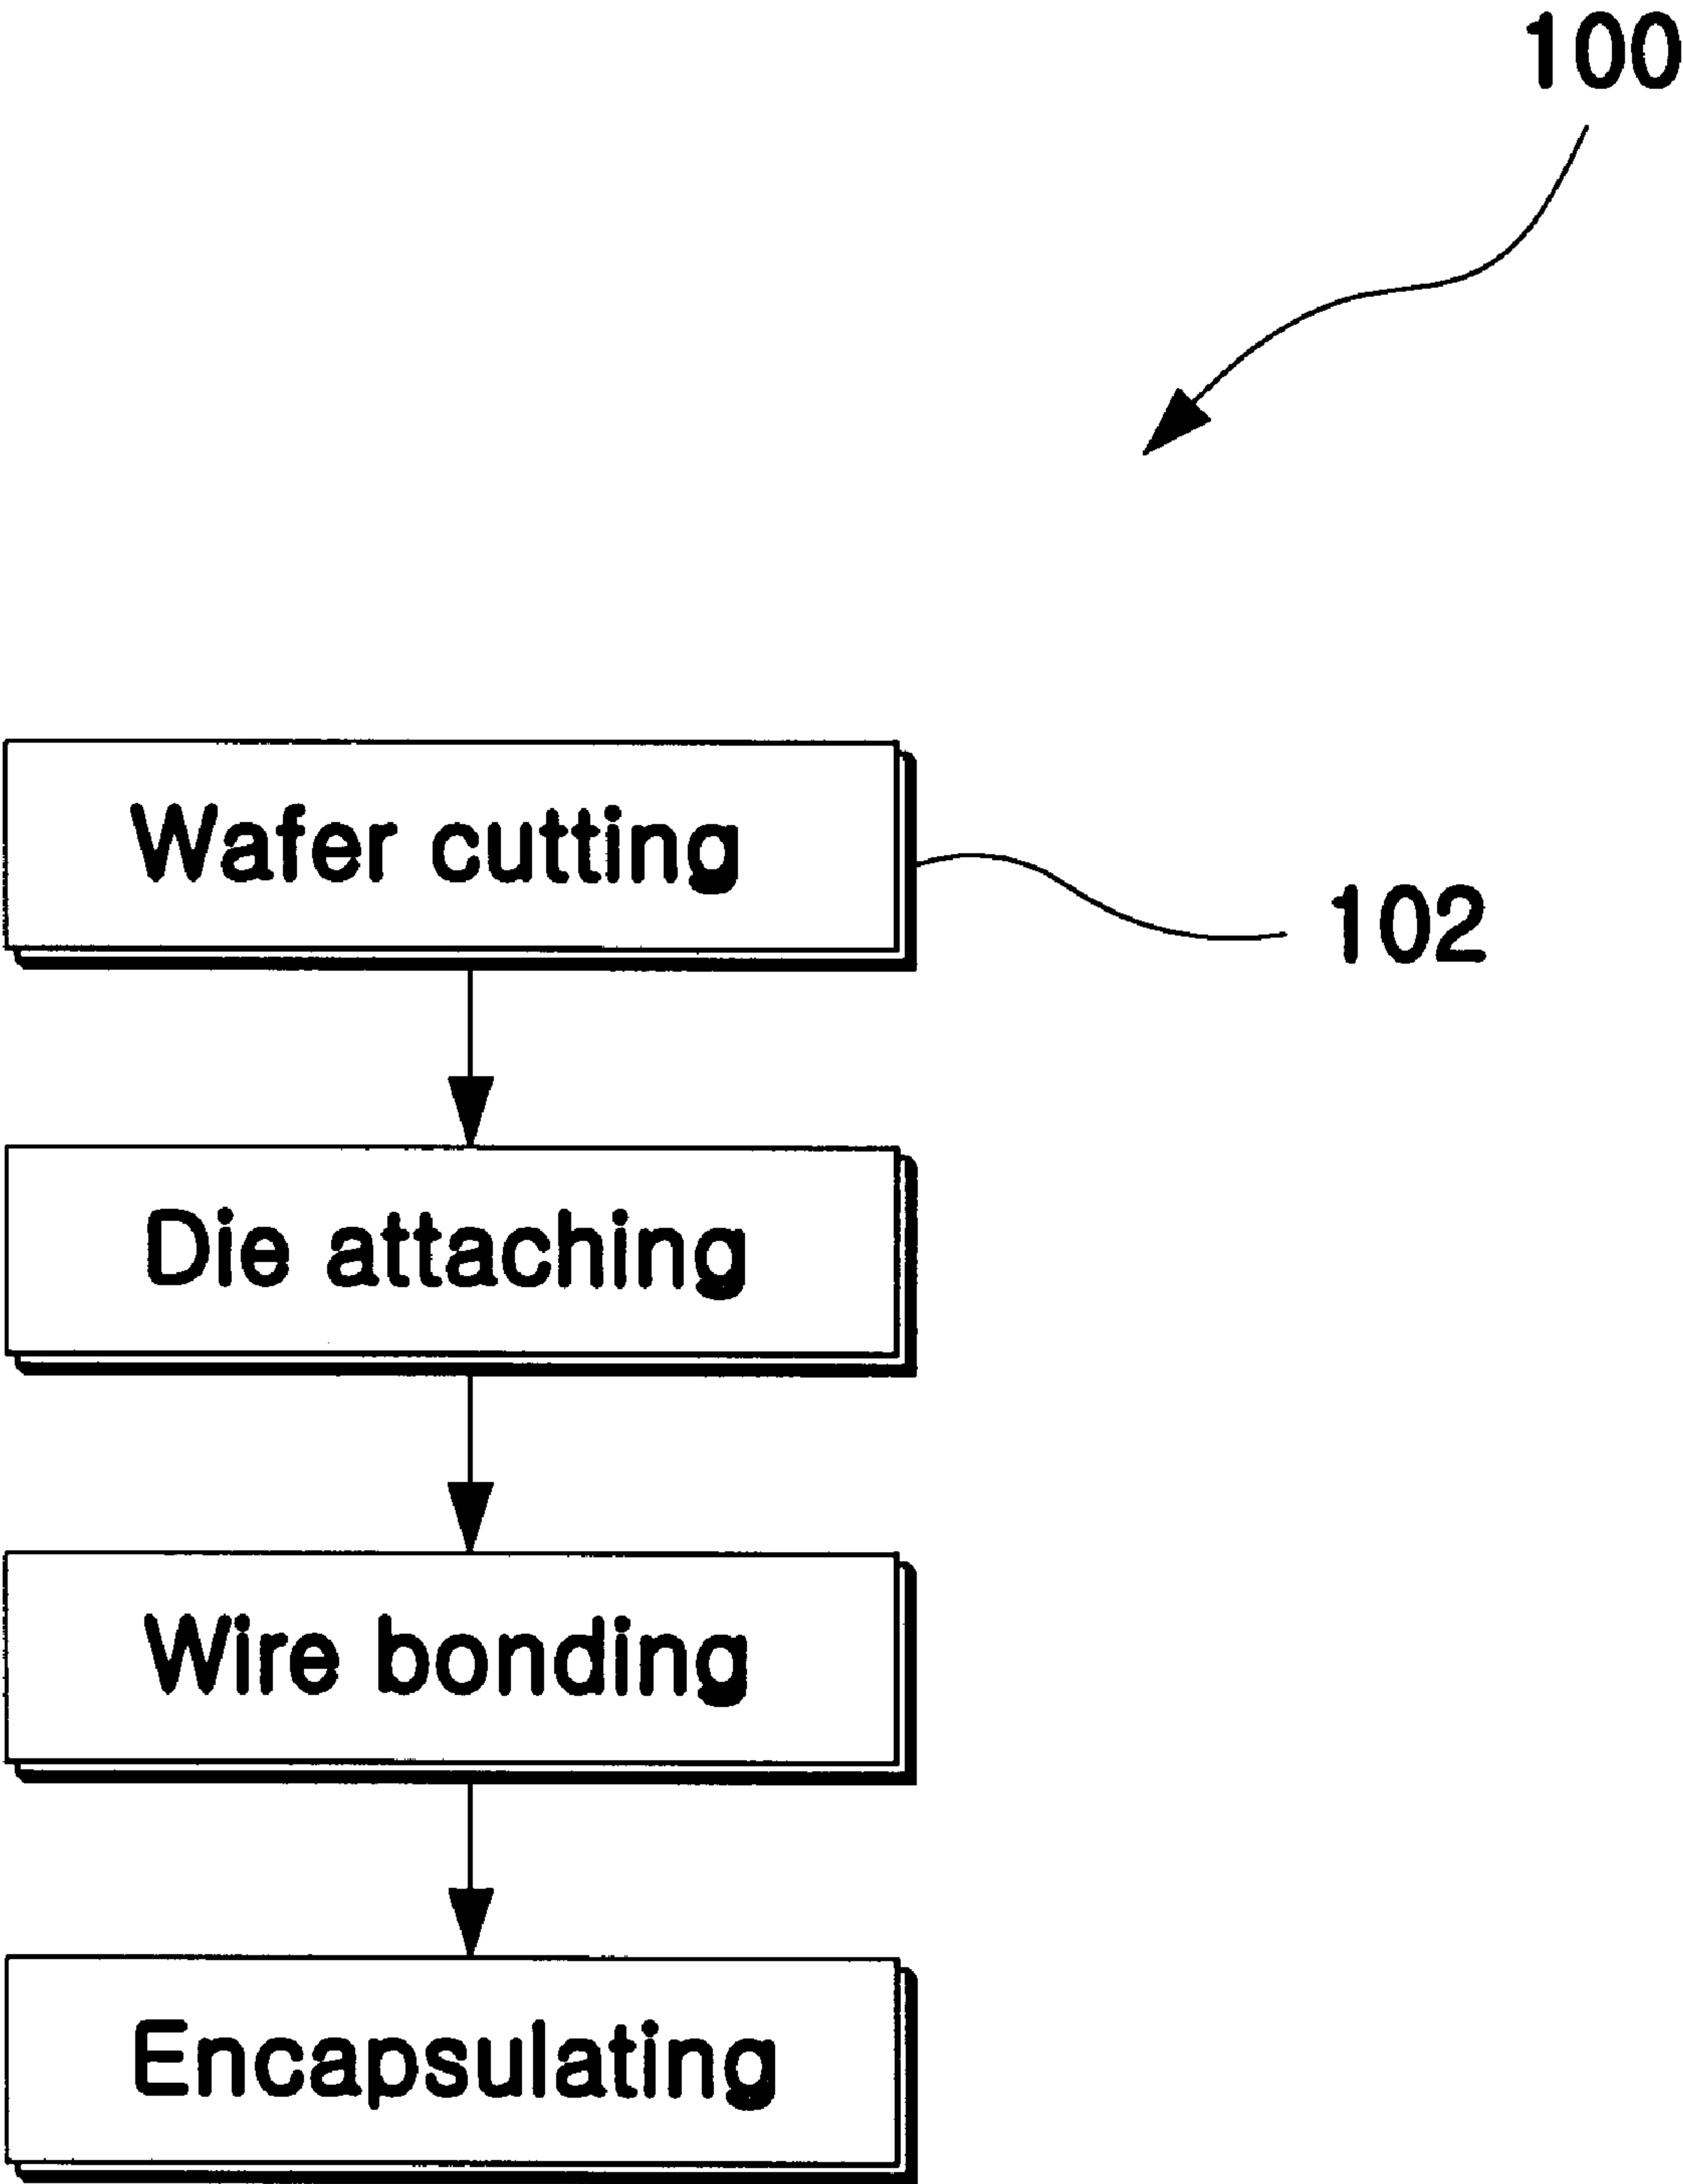 100
Wafer cutting
102
Die attaching
Wire bonding
Encapsulating